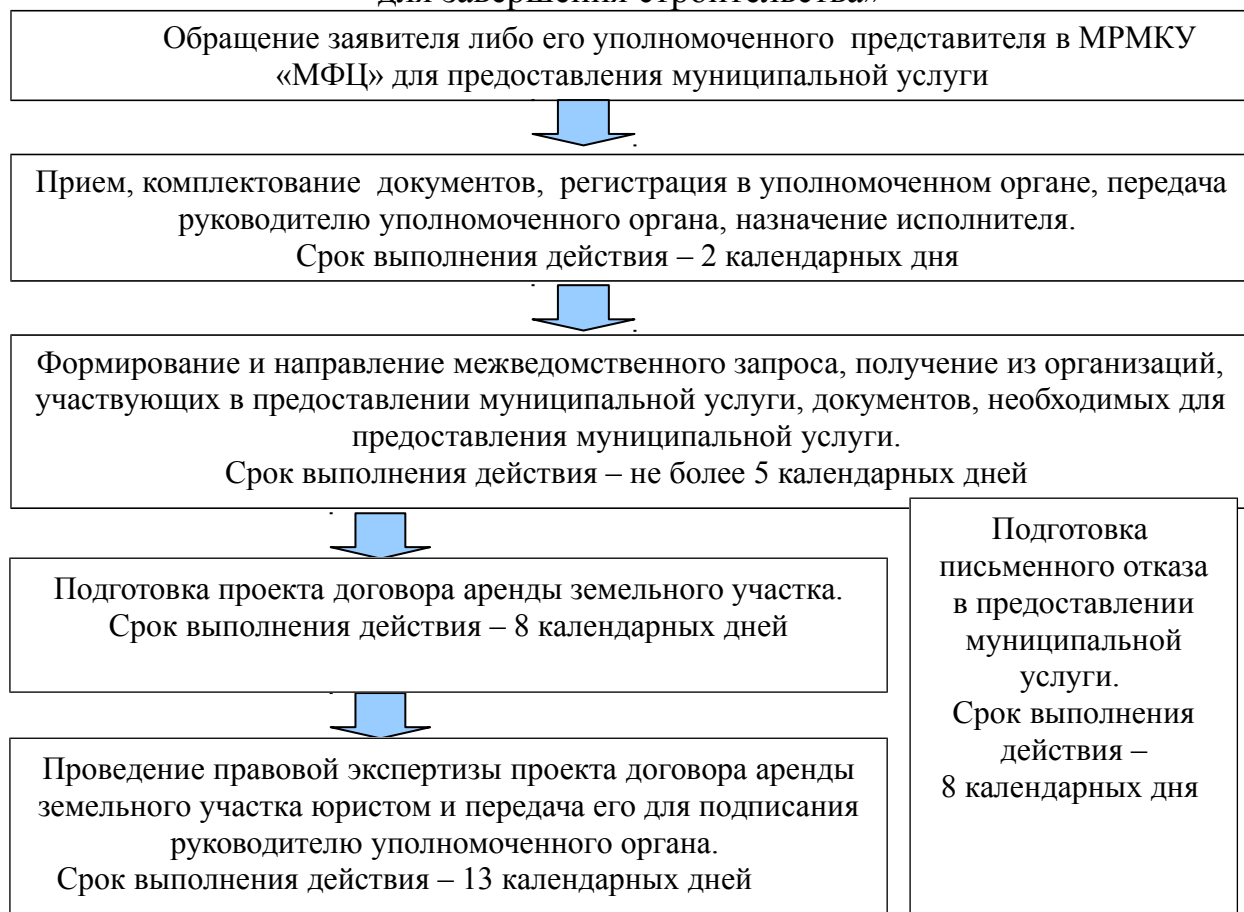 для завершения строительства»
Обращение заявителя либо его уполномоченного представителя в МРМКУ
«МФЦ» для предоставления муниципальной услуги
Прием, комплектование документов, регистрация в уполномоченном органе, передача
руководителю уполномоченного органа, назначение исполнителя.
Срок выполнения действия – 2 календарных дня
Формирование и направление межведомственного запроса, получение из организаций,
участвующих в предоставлении муниципальной услуги, документов, необходимых для
предоставления муниципальной услуги.
Срок выполнения действия – не более 5 календарных дней
Подготовка проекта договора аренды земельного участка.
Срок выполнения действия – 8 календарных дней
Проведение правовой экспертизы проекта договора аренды
земельного участка юристом и передача его для подписания
руководителю уполномоченного органа.
Срок выполнения действия – 13 календарных дней
Подготовка
письменного отказа
в предоставлении
муниципальной
услуги.
Срок выполнения
действия –
8 календарных дня